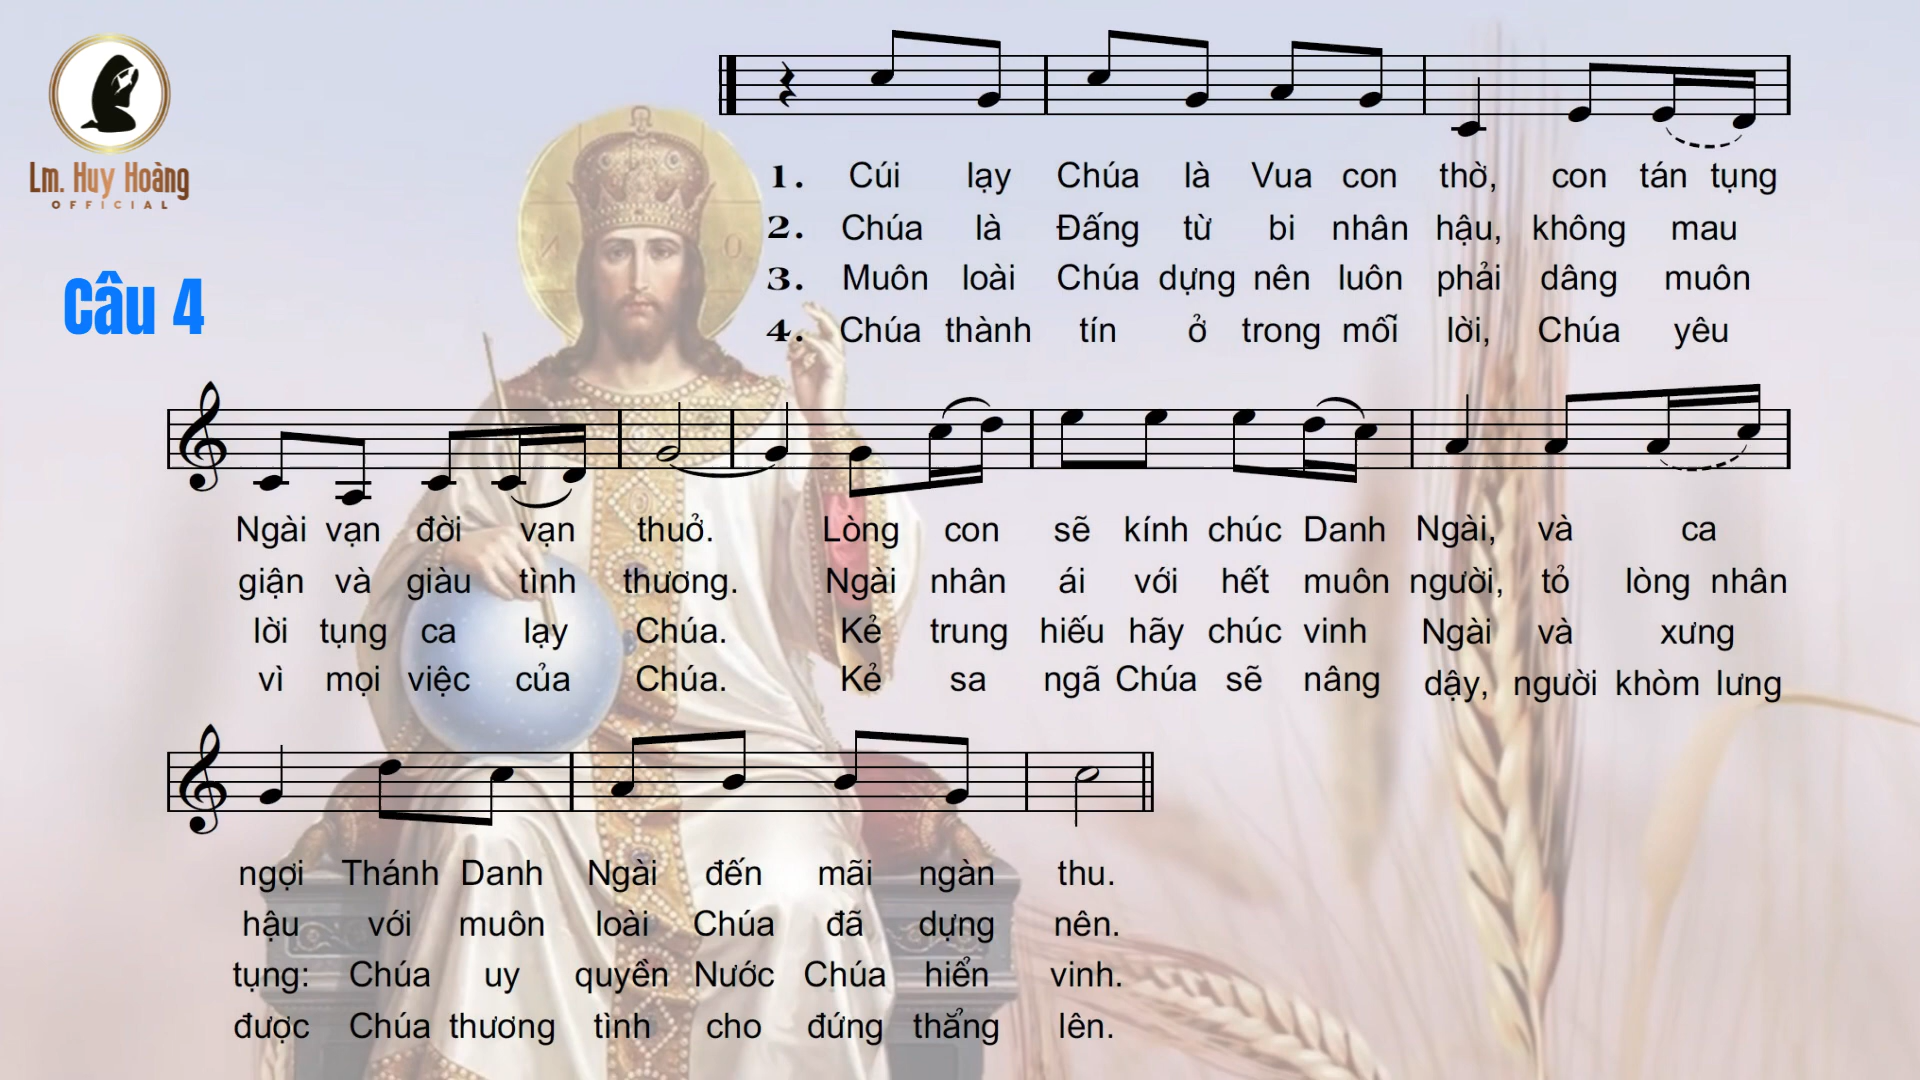 Lm. Huy Hoàng
OFFICIAL
Câu 4
1. Cúi lạy Chúa là Vua con thờ, con tán tụng
2. Chúa là Đấng từ bi nhân hậu, không mau
3. Muôn loài Chúa dựng nên luôn phải dâng muôn
4. Chúa thành tín ở trong mỗi lời, Chúa yêu
Ngài vạn đời vạn thuở. Lòng con sẽ kính chúc Danh Ngài, và ca
giận và giàu tình thương. Ngài nhân ái với hết muôn người, tỏ lòng nhân
lời tụng ca lạy Chúa. Kẻ trung hiếu hãy chúc vinh Ngài và xưng
vì mọi việc của Chúa. Kẻ sa ngã Chúa sẽ nâng dậy, người khòm lưng
ngợi Thánh Danh Ngài đến mãi ngàn thu.
hậu với muôn loài Chúa đã dựng nên.
tụng: Chúa uy quyền Nước Chúa hiển vinh.
được Chúa thương tình cho đứng thẳng lên.